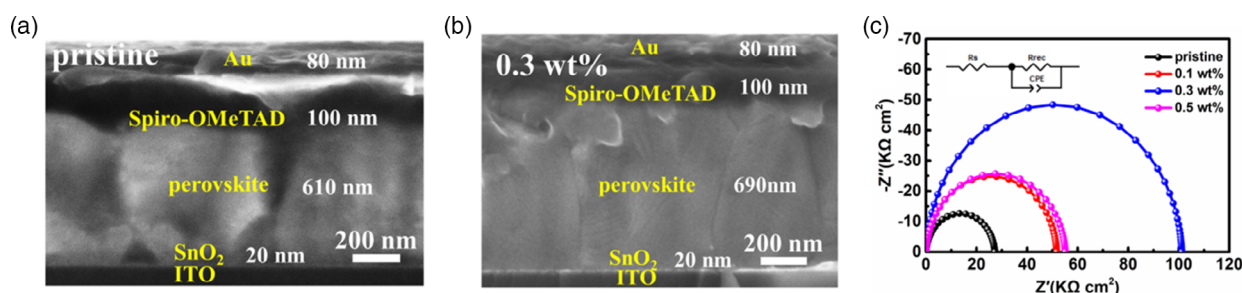 (a)
pristine
Au 80 nm
Spiro-OMeTAD 100 nm
perovskite 610 nm
SnO₂ 20 nm
ITO
200 nm
(b)
0.3 wt%
Au 80 nm
Spiro-OMeTAD 100 nm
perovskite 690nm
SnO₂ 20 nm
ITO
200 nm
(c)
-Z″(KΩ cm²)
-70
-60
-50
-40
-30
-20
-10
0
Rs Rrec
CPE
pristine
0.1 wt%
0.3 wt%
0.5 wt%
0 20 40 60 80 100 120
Z′(KΩ cm²)